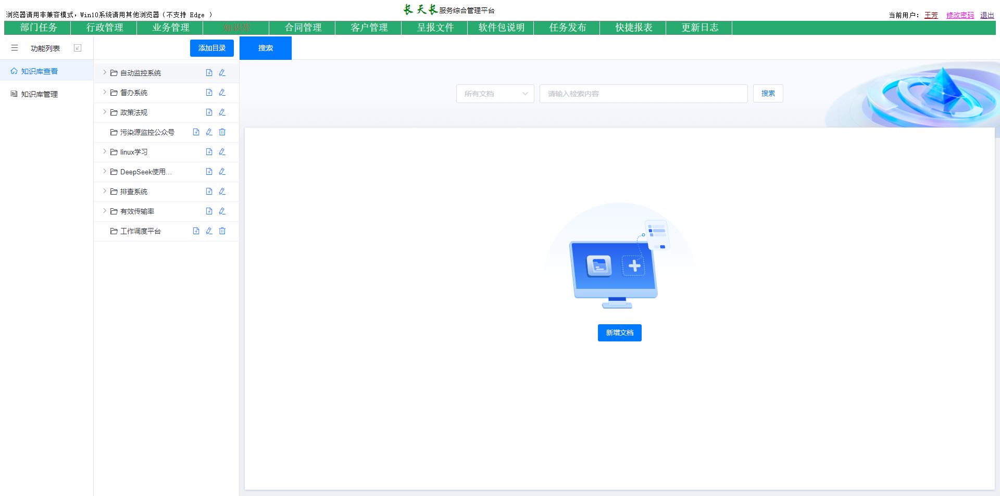 长天长服务综合管理平台
浏览器请用非兼容模式，Win10系统请用其他浏览器（不支持 Edge ）
当前用户： 王芳 修改密码 退出
部门任务 行政管理 业务管理 知识库 合同管理 客户管理 呈报文件 软件包说明 任务发布 快捷报表 更新日志
功能列表
添加目录
搜索
知识库查看
知识库管理
自动监控系统
督办系统
政策法规
污染源监控公众号
linux学习
DeepSeek使用...
排查系统
有效传输率
工作调度平台
所有文档 请输入检索内容 搜索
新增文档